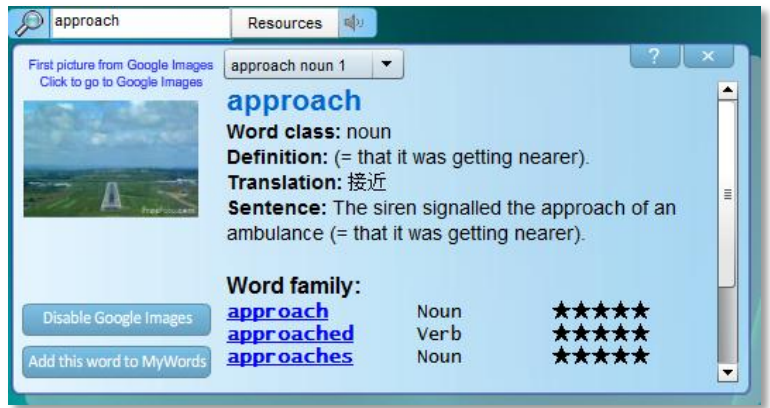 approach Resources
First picture from Google Images
Click to go to Google Images
FreeFoto.com
Disable Google Images
Add this word to MyWords
approach noun 1
? ×
approach
Word class: noun
Definition: (= that it was getting nearer).
Translation: 接近
Sentence: The siren signalled the approach of an
ambulance (= that it was getting nearer).
Word family:
approach Noun ★★★★★
approached Verb ★★★★★
approaches Noun ★★★★★